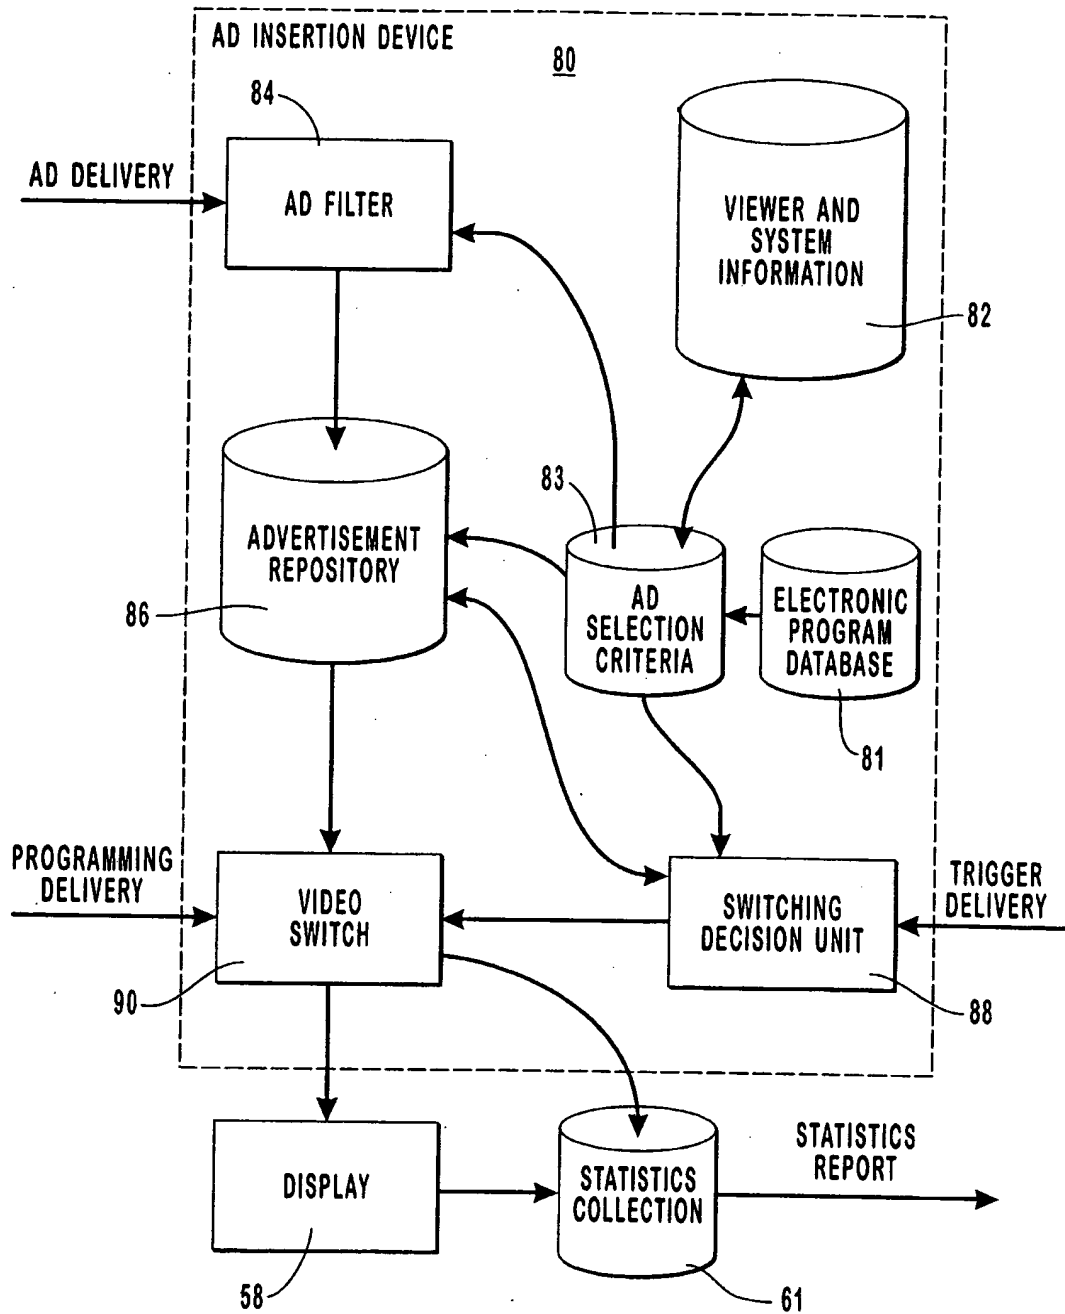 AD INSERTION DEVICE
80
84
AD DELIVERY
AD FILTER
VIEWER AND
SYSTEM
INFORMATION
82
83
ADVERTISEMENT
REPOSITORY
86
AD
SELECTION
CRITERIA
ELECTRONIC
PROGRAM
DATABASE
81
PROGRAMMING
DELIVERY
VIDEO
SWITCH
90
SWITCHING
DECISION UNIT
88
TRIGGER
DELIVERY
DISPLAY
58
STATISTICS
COLLECTION
61
STATISTICS
REPORT